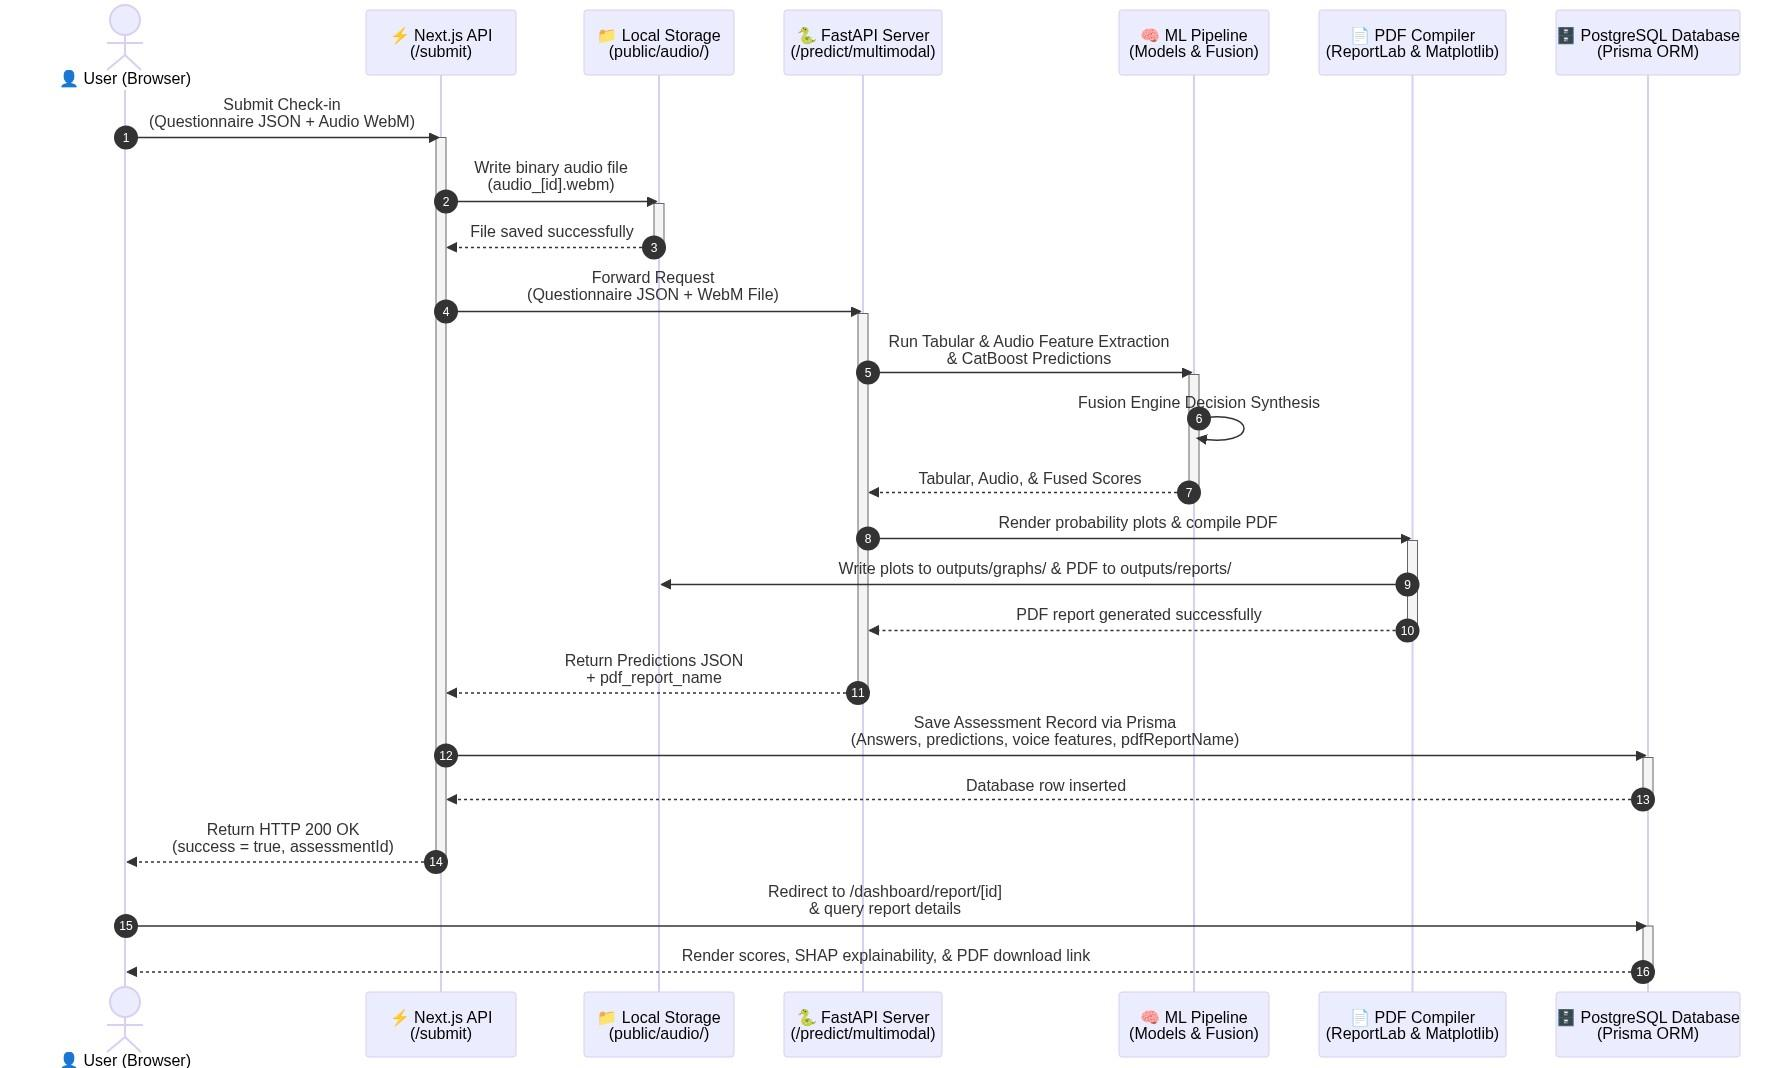 👤 User (Browser)
⚡ Next.js API
(/submit)
📁 Local Storage
(public/audio/)
🐍 FastAPI Server
(/predict/multimodal)
🧠 ML Pipeline
(Models & Fusion)
📄 PDF Compiler
(ReportLab & Matplotlib)
🗄️ PostgreSQL Database
(Prisma ORM)
Submit Check-in
(Questionnaire JSON + Audio WebM)
1
Write binary audio file
(audio_[id].webm)
2
File saved successfully
3
Forward Request
(Questionnaire JSON + WebM File)
4
Run Tabular & Audio Feature Extraction
& CatBoost Predictions
5
Fusion Engine Decision Synthesis
6
Tabular, Audio, & Fused Scores
7
Render probability plots & compile PDF
8
Write plots to outputs/graphs/ & PDF to outputs/reports/
9
PDF report generated successfully
10
Return Predictions JSON
+ pdf_report_name
11
Save Assessment Record via Prisma
(Answers, predictions, voice features, pdfReportName)
12
Database row inserted
13
Return HTTP 200 OK
(success = true, assessmentId)
14
Redirect to /dashboard/report/[id]
& query report details
15
Render scores, SHAP explainability, & PDF download link
16
👤 User (Browser)
⚡ Next.js API
(/submit)
📁 Local Storage
(public/audio/)
🐍 FastAPI Server
(/predict/multimodal)
🧠 ML Pipeline
(Models & Fusion)
📄 PDF Compiler
(ReportLab & Matplotlib)
🗄️ PostgreSQL Database
(Prisma ORM)